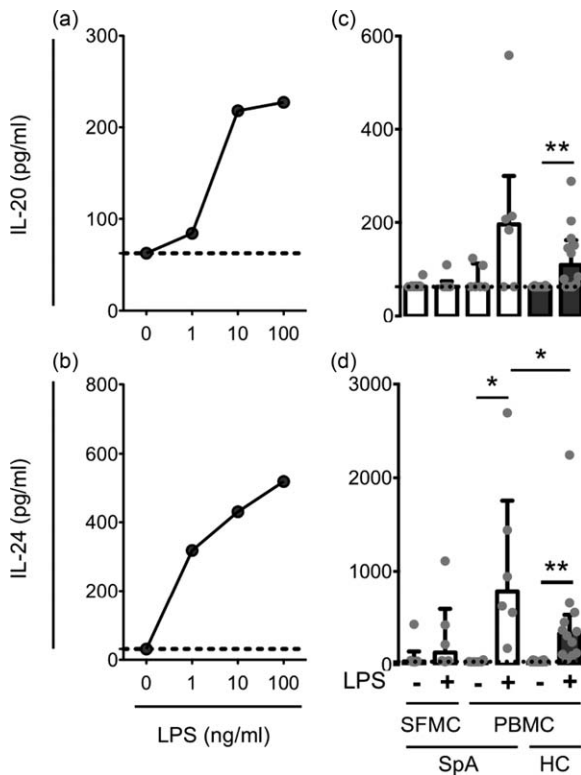 (a)
IL-20 (pg/ml)
300
200
100
0
0 1 10 100
(c)
600
400
200
60
**
(b)
IL-24 (pg/ml)
800
600
400
200
0
0 1 10 100
LPS (ng/ml)
(d)
3000
2000
1000
0
*
*
**
LPS - + - + - +
SFMC PBMC
SpA HC